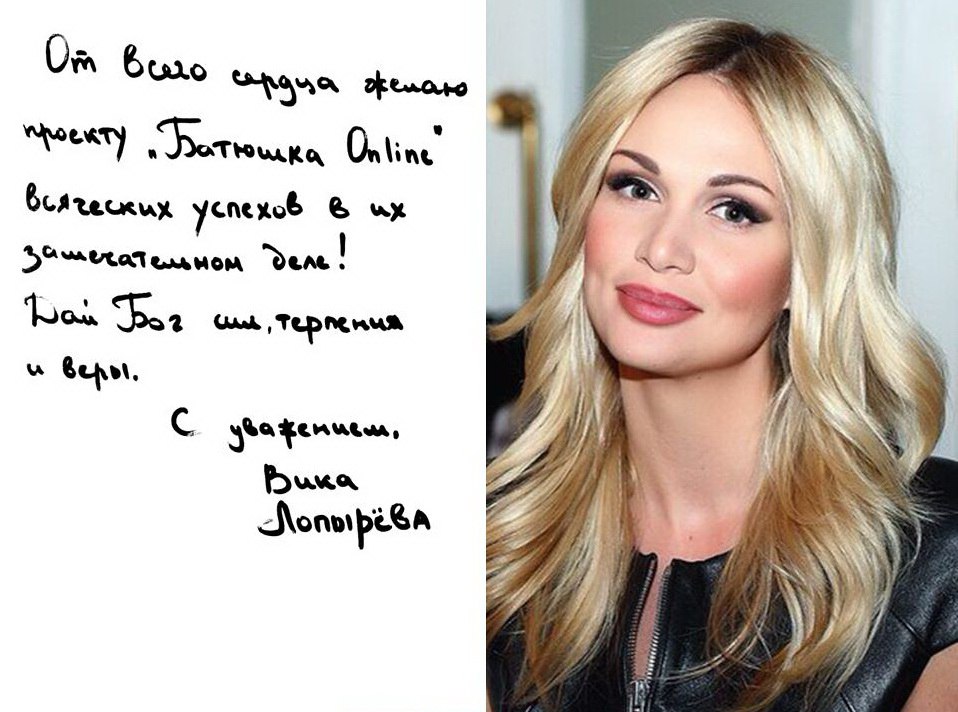 От всего сердца желаю
проекту „Батюшка Online"
всяческих успехов в их
замечательном деле!
Дай Бог сил, терпения
и веры.
С уважением,
Вика
Лопырёва